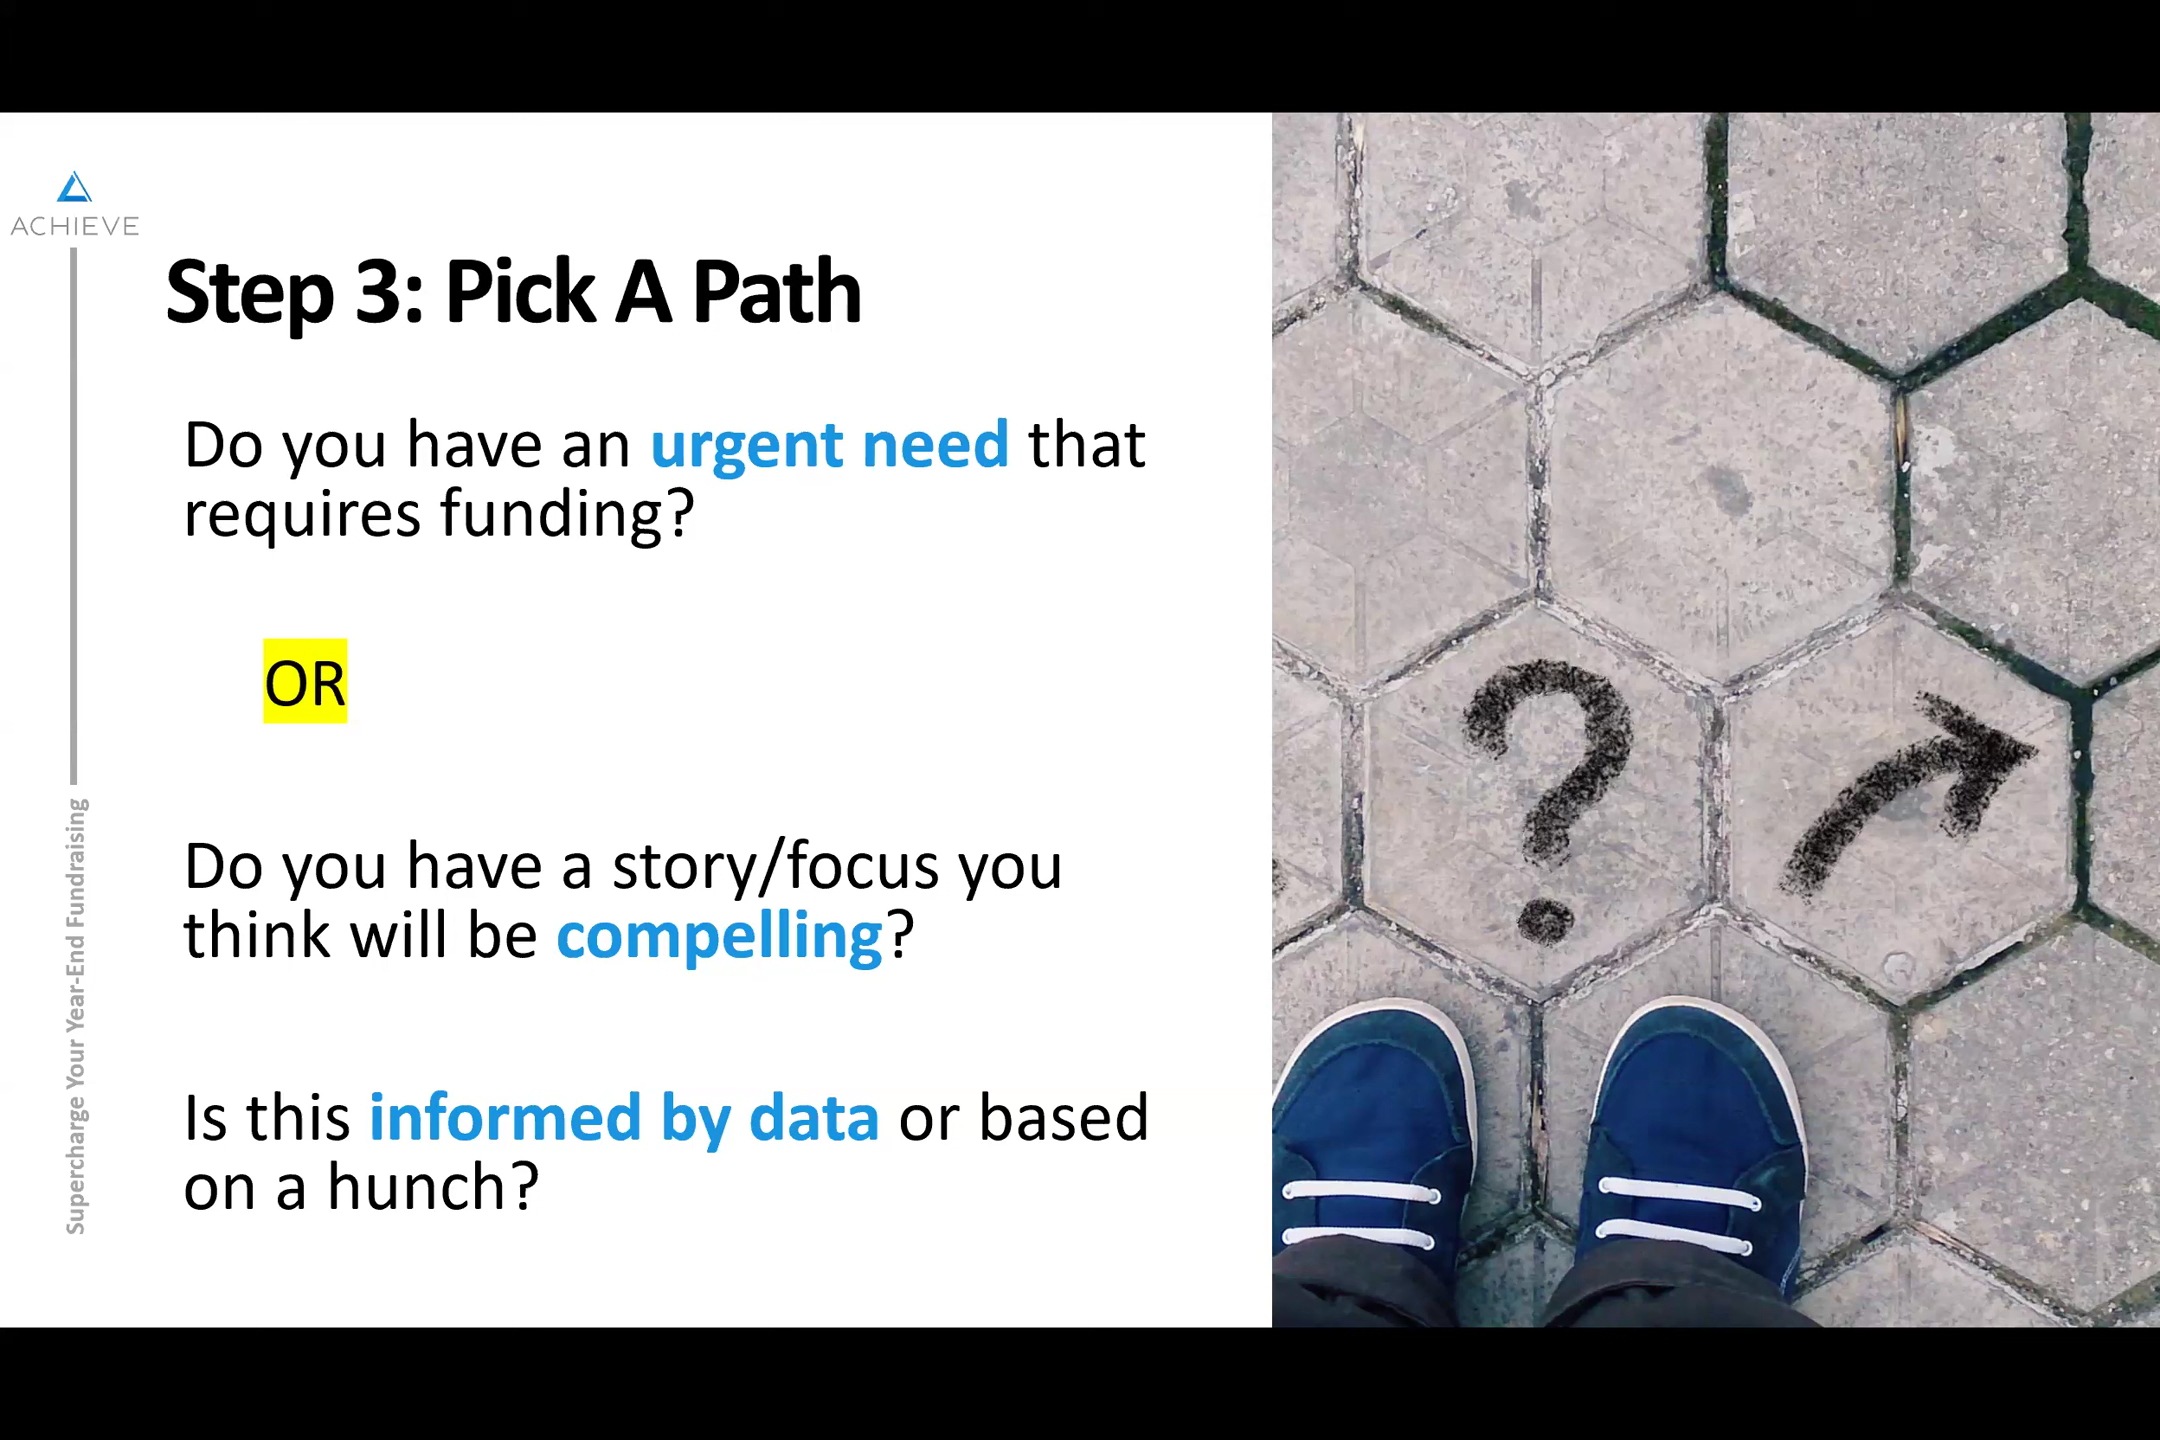 ACHIEVE
Step 3: Pick A Path
Do you have an urgent need that
requires funding?
OR
Do you have a story/focus you
think will be compelling?
Is this informed by data or based
on a hunch?
Supercharge Your Year-End Fundraising
?